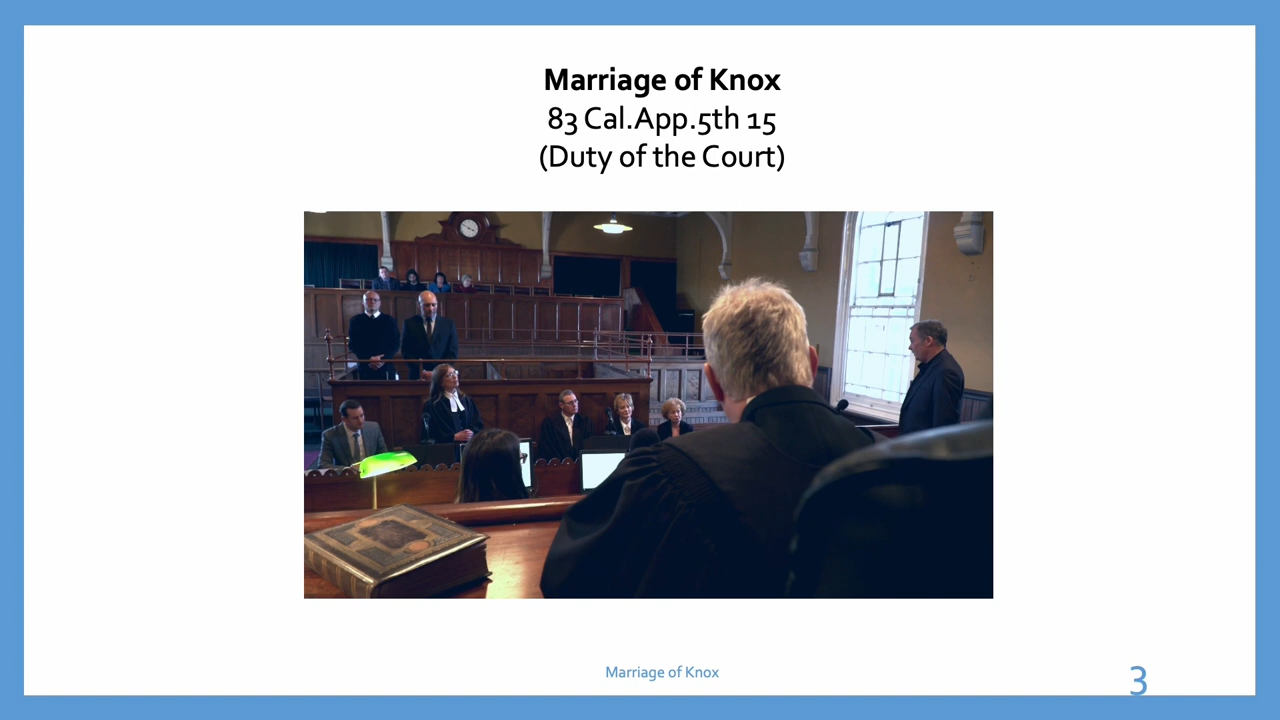 Marriage of Knox
83 Cal.App.5th 15
(Duty of the Court)
Marriage of Knox
3